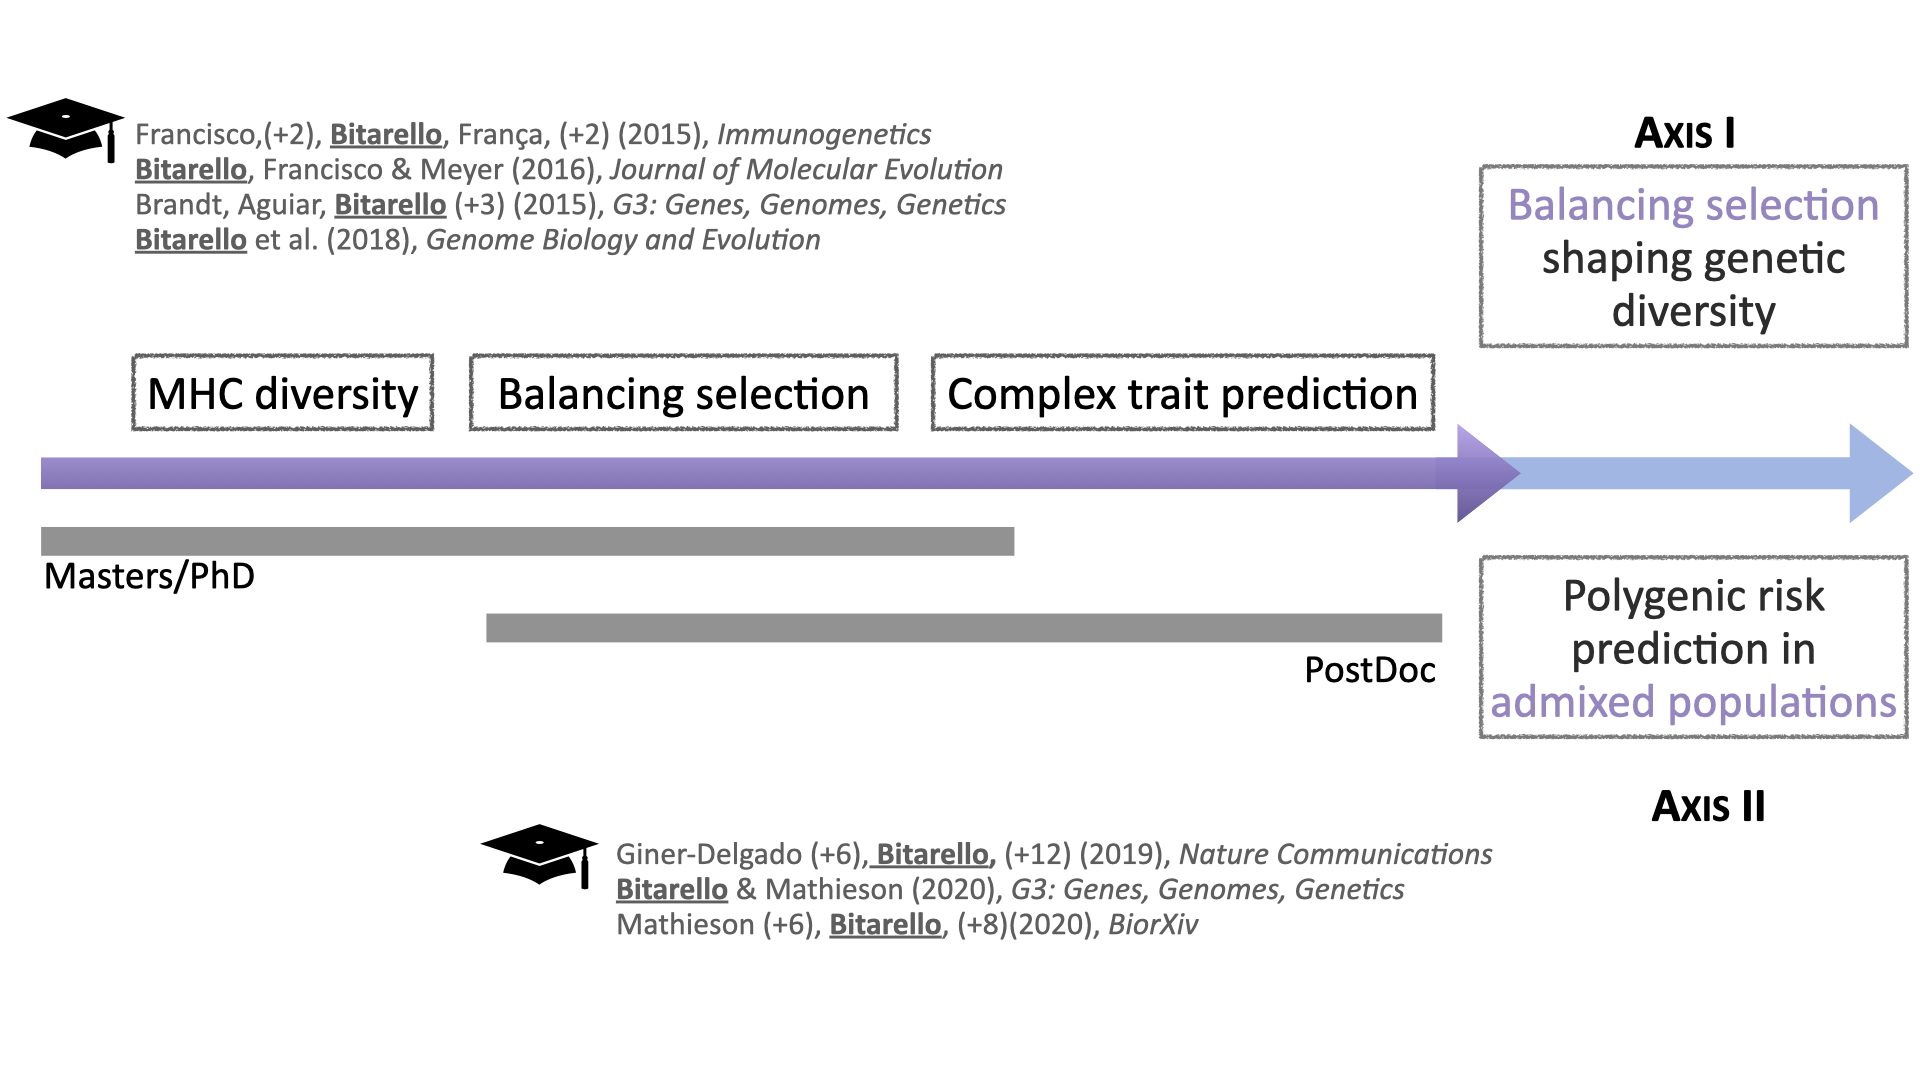 Francisco,(+2), Bitarello, França, (+2) (2015), Immunogenetics
Bitarello, Francisco & Meyer (2016), Journal of Molecular Evolution
Brandt, Aguiar, Bitarello (+3) (2015), G3: Genes, Genomes, Genetics
Bitarello et al. (2018), Genome Biology and Evolution
Axis I
Balancing selection
shaping genetic
diversity
MHC diversity
Balancing selection
Complex trait prediction
Masters/PhD
PostDoc
Polygenic risk
prediction in
admixed populations
Axis II
Giner-Delgado (+6), Bitarello, (+12) (2019), Nature Communications
Bitarello & Mathieson (2020), G3: Genes, Genomes, Genetics
Mathieson (+6), Bitarello, (+8)(2020), BiorXiv